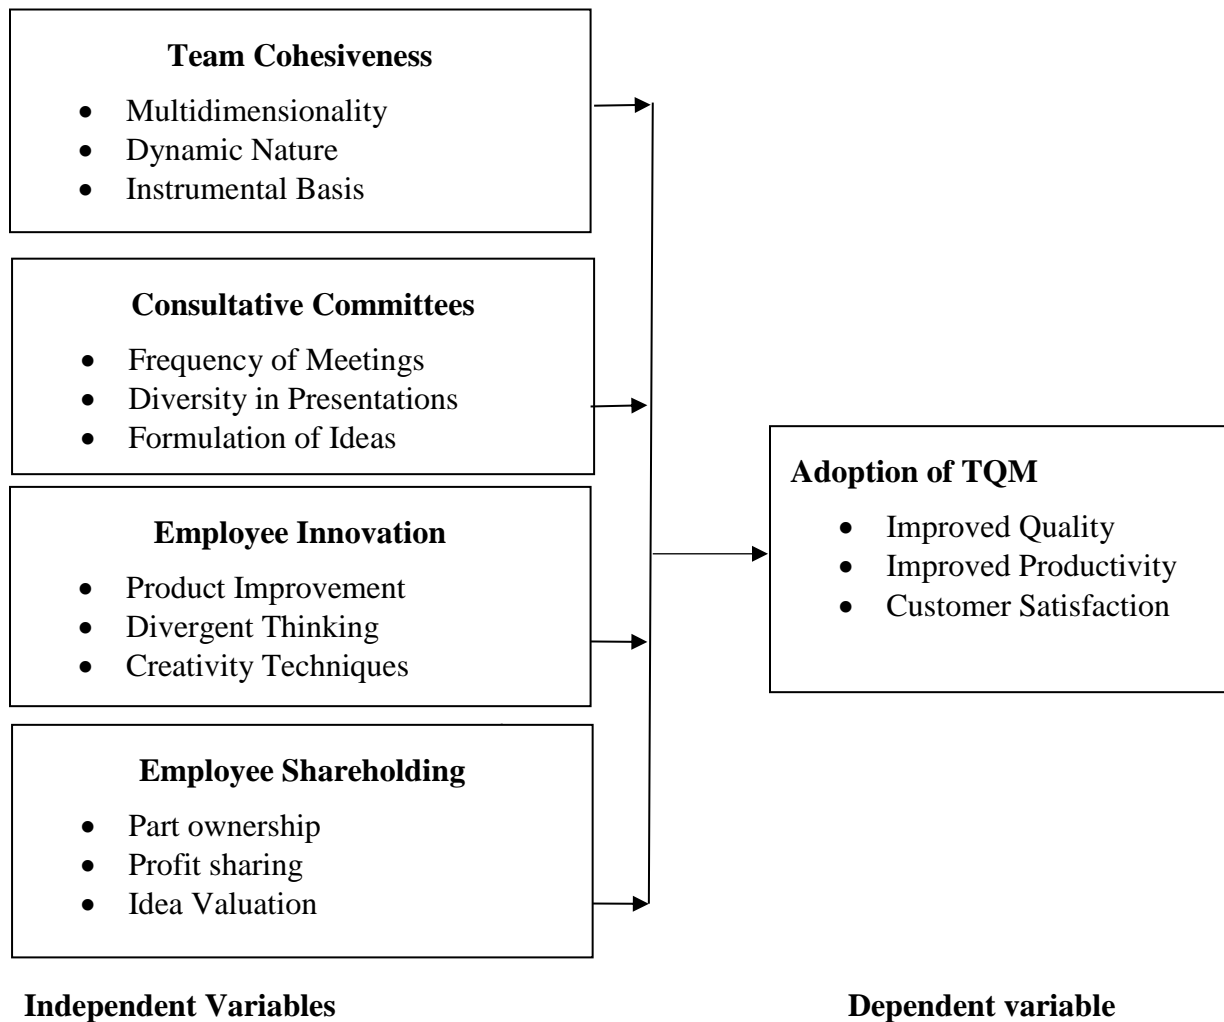 Team Cohesiveness
• Multidimensionality
• Dynamic Nature
• Instrumental Basis
Consultative Committees
• Frequency of Meetings
• Diversity in Presentations
• Formulation of Ideas
Employee Innovation
• Product Improvement
• Divergent Thinking
• Creativity Techniques
Employee Shareholding
• Part ownership
• Profit sharing
• Idea Valuation
Adoption of TQM
• Improved Quality
• Improved Productivity
• Customer Satisfaction
Independent Variables
Dependent variable